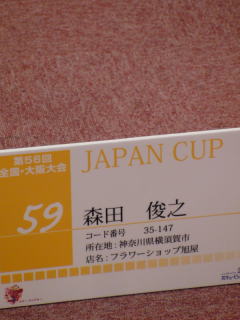 第56回
全国・大阪大会
JAPAN CUP
59
森田 俊之
コード番号 35-147
所在地：神奈川県横須賀市
店名：フラワーショップ旭屋